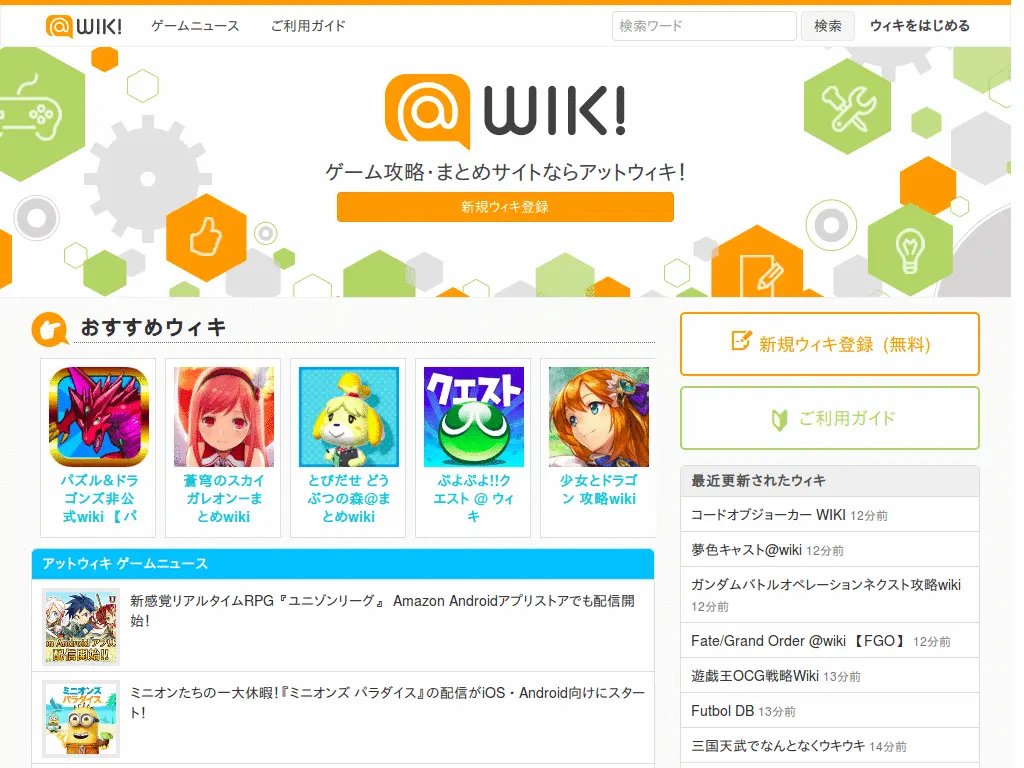 @WIKI!
ゲームニュース
ご利用ガイド
検索ワード
検索
ウィキをはじめる
@WIKI!
ゲーム攻略・まとめサイトならアットウィキ!
新規ウィキ登録
おすすめウィキ
パズル&ドラ
ゴンズ非公
式wiki 【パ
蒼穹のスカイ
ガレオンーま
とめwiki
とびだせ どう
ぶつの森@ま
とめwiki
クエスト
ぷよぷよ!!ク
エスト @ ウィ
キ
少女とドラゴ
ン 攻略wiki
アットウィキ ゲームニュース
配信開始!!
新感覚リアルタイムRPG『ユニゾンリーグ』 Amazon Androidアプリストアでも配信開
始!
ミニオンズ
パラダイス
ミニオンたちの一大休暇!『ミニオンズ パラダイス』の配信がiOS・Android向けにスター
ト!
新規ウィキ登録 (無料)
ご利用ガイド
最近更新されたウィキ
コードオブジョーカー WIKI 12分前
夢色キャスト@wiki 12分前
ガンダムバトルオペレーションネクスト攻略wiki
12分前
Fate/Grand Order @wiki 【FGO】 12分前
遊戯王OCG戦略Wiki 13分前
Futbol DB 13分前
三国天武でなんとなくウキウキ 14分前